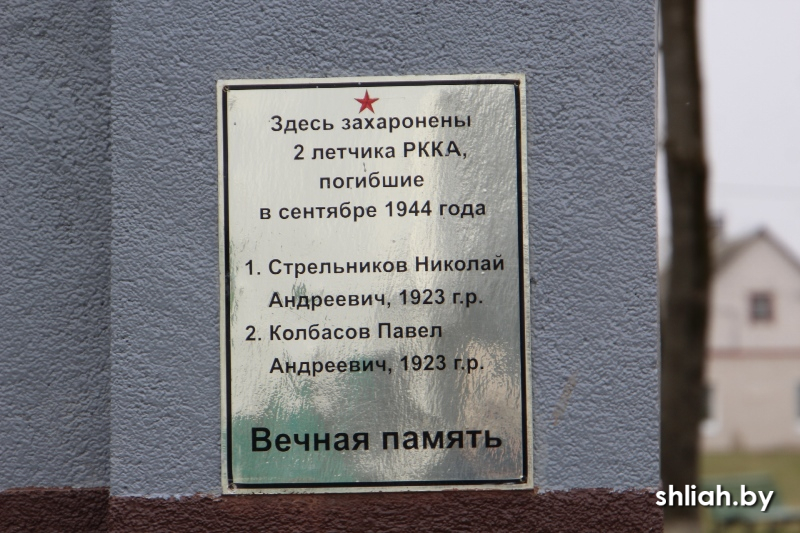 Здесь захаронены
2 летчика РККА,
погибшие
в сентябре 1944 года
1. Стрельников Николай
Андреевич, 1923 г.р.
2. Колбасов Павел
Андреевич, 1923 г.р.
Вечная память
shliah.by